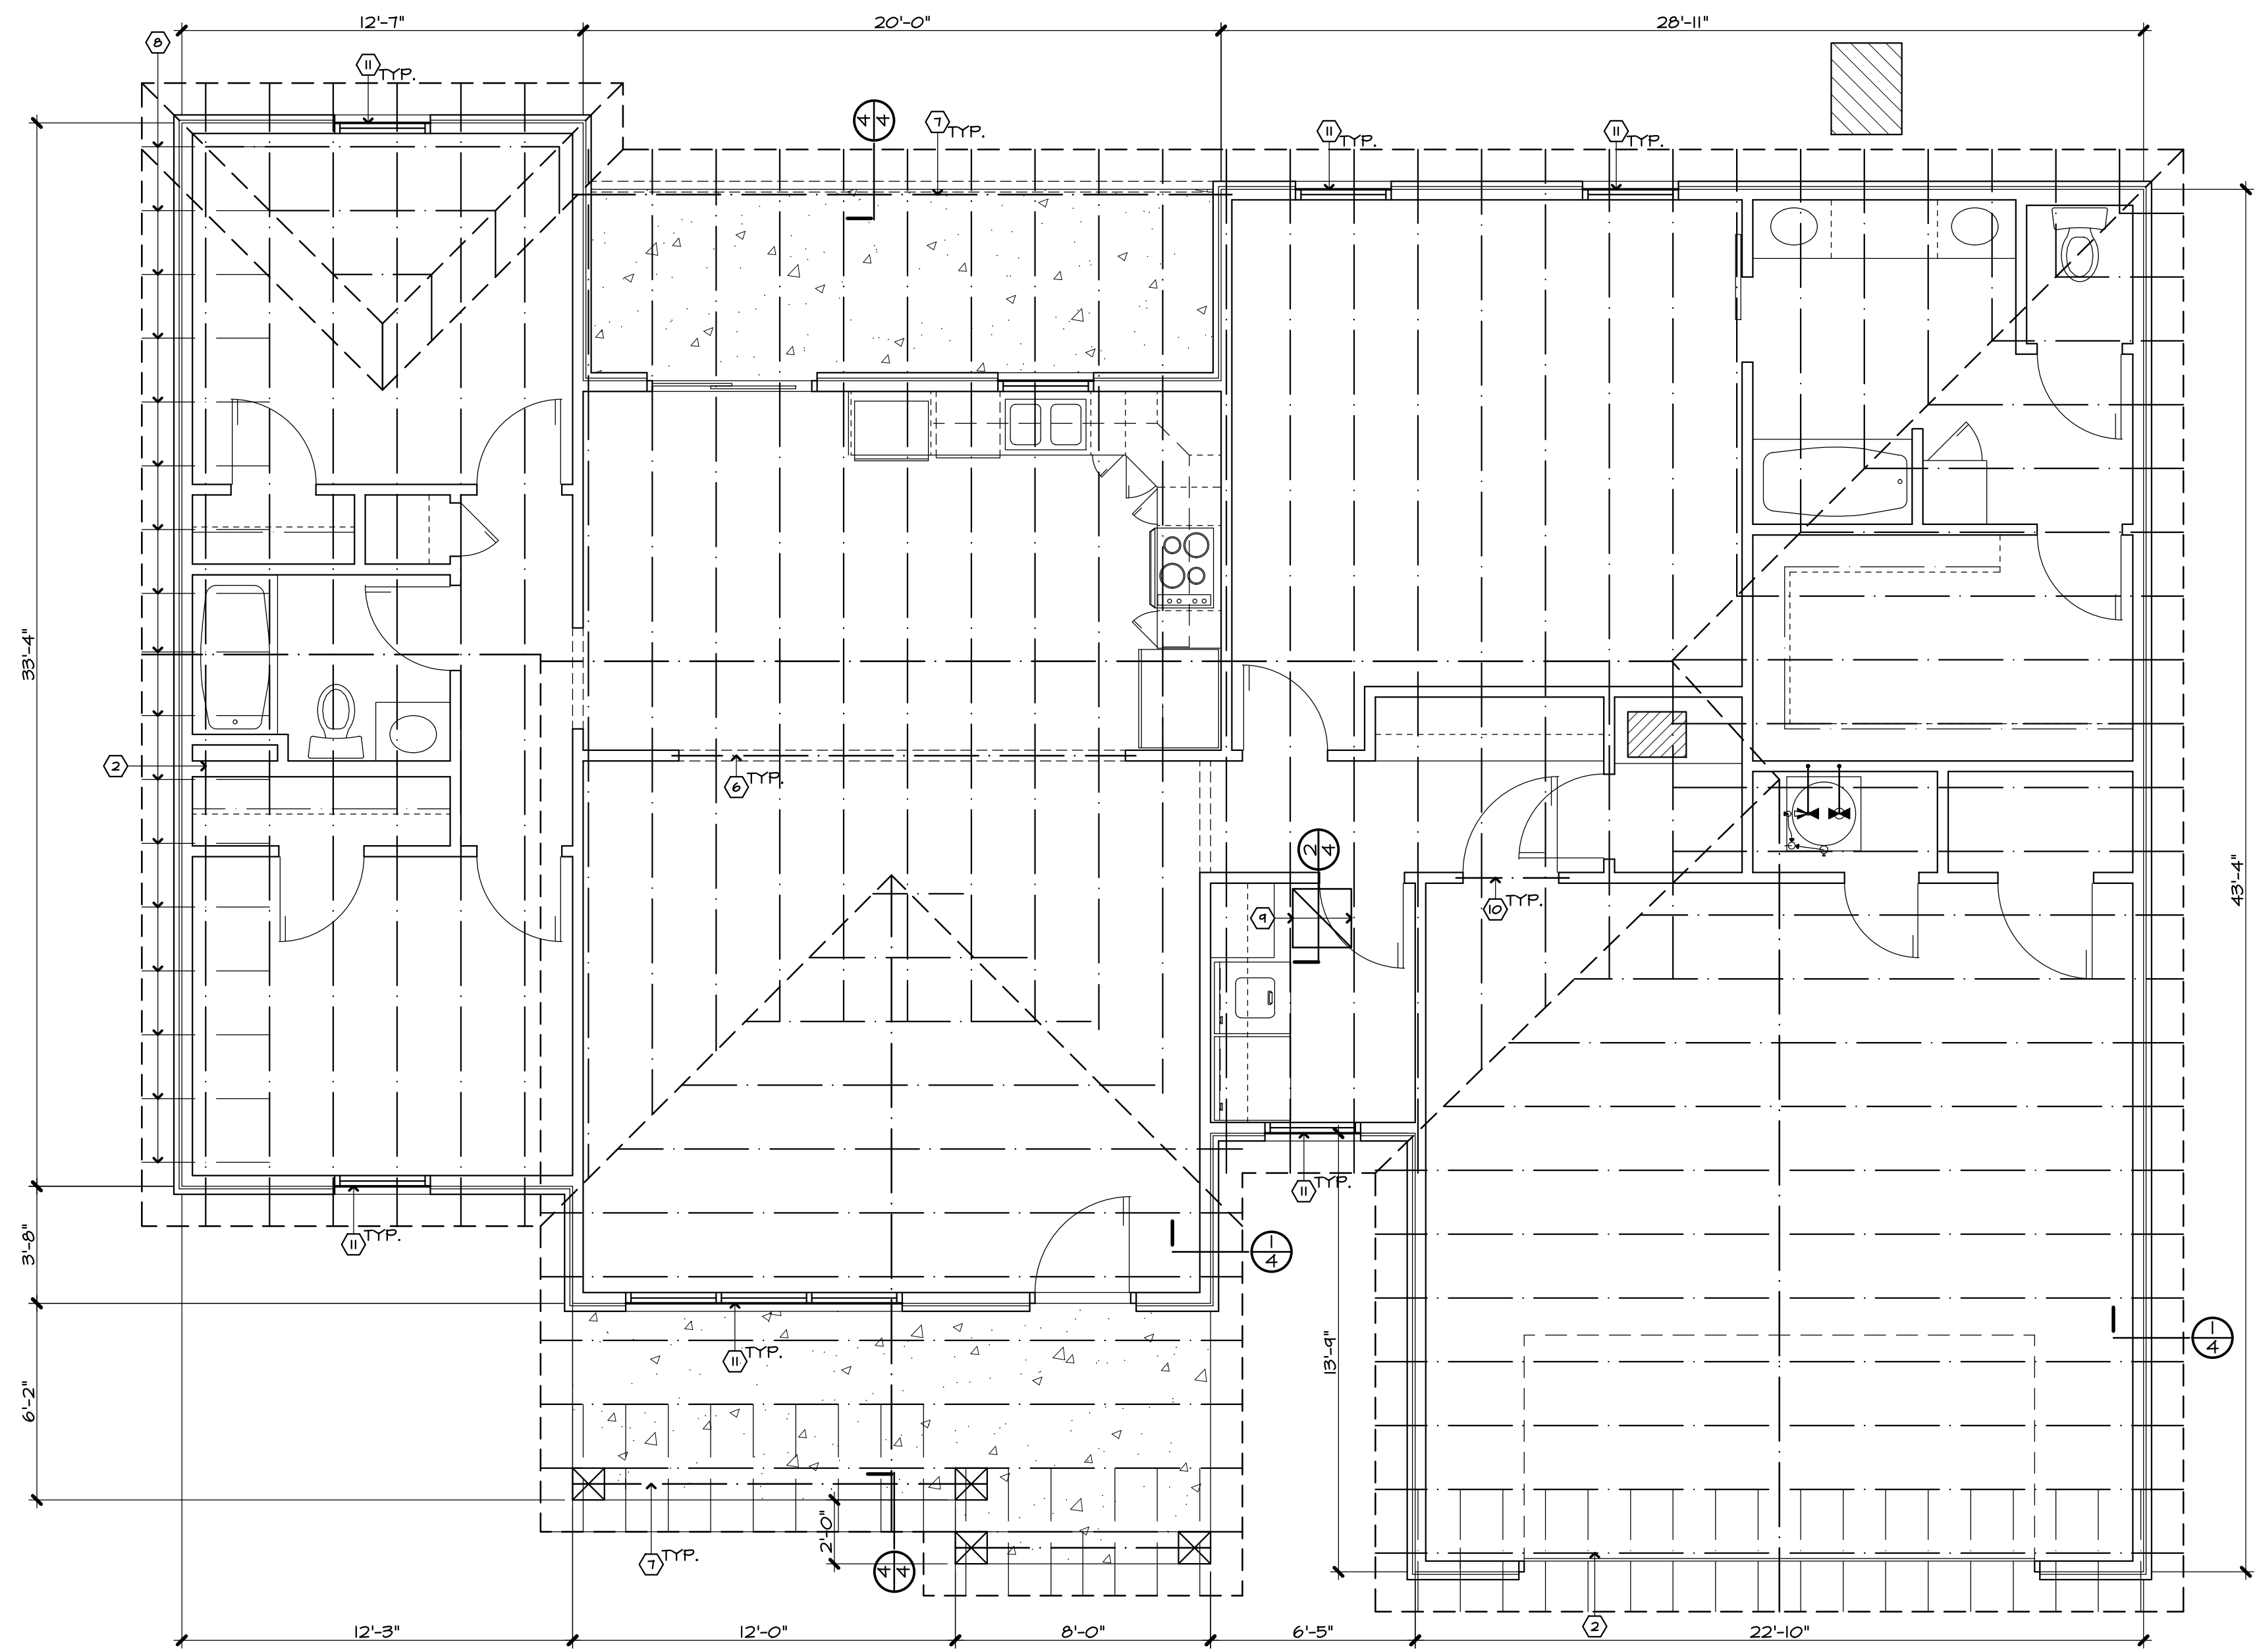 12'-7" 20'-0" 28'-11"
8
11 TYP.
4 4
7 TYP.
11 TYP.
11 TYP.
33'-4"
43'-4"
2
6 TYP.
2 4
9
10 TYP.
11 TYP.
11 TYP.
3'-8"
1 4
11 TYP.
13'-9"
1 4
6'-2"
2'-0"
7 TYP.
4 4
2
12'-3" 12'-0" 8'-0" 6'-5" 22'-10"